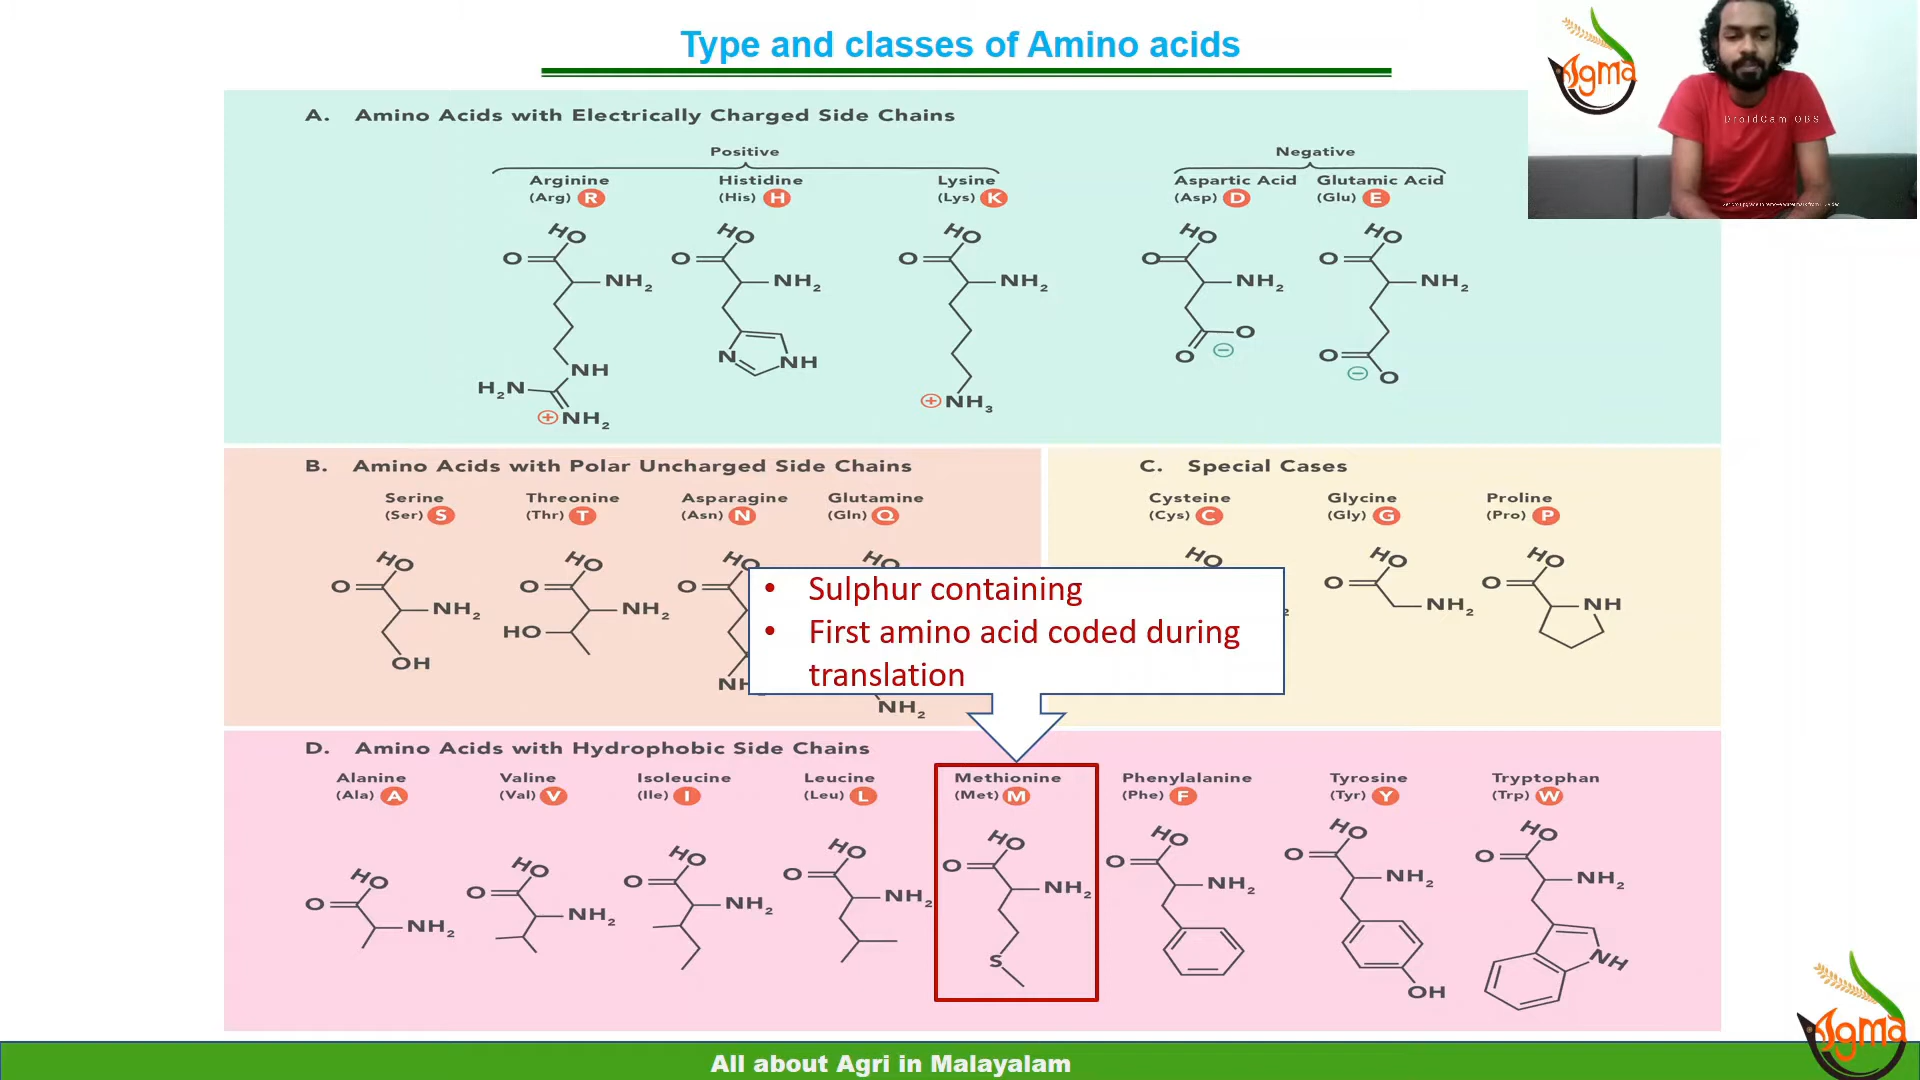 Type and classes of Amino acids
Agma
DroidCam OBS
A. Amino Acids with Electrically Charged Side Chains
Positive
Negative
Arginine
(Arg) R
Histidine
(His) H
Lysine
(Lys) K
Aspartic Acid
(Asp) D
Glutamic Acid
(Glu) E
HO
O
NH2
NH
H2N
⊕NH2
HO
O
NH2
N
NH
HO
O
NH2
⊕NH3
HO
O
NH2
O
O
⊖
HO
O
NH2
O
⊖
O
B. Amino Acids with Polar Uncharged Side Chains
Serine
(Ser) S
Threonine
(Thr) T
Asparagine
(Asn) N
Glutamine
(Gln) Q
HO
O
NH2
OH
HO
O
NH2
HO
HO
O
NH
HO
NH2
C. Special Cases
Cysteine
(Cys) C
Glycine
(Gly) G
Proline
(Pro) P
HO
2
HO
O
NH2
HO
O
NH
• Sulphur containing
• First amino acid coded during
translation
D. Amino Acids with Hydrophobic Side Chains
Alanine
(Ala) A
Valine
(Val) V
Isoleucine
(Ile) I
Leucine
(Leu) L
Methionine
(Met) M
Phenylalanine
(Phe) F
Tyrosine
(Tyr) Y
Tryptophan
(Trp) W
HO
O
NH2
HO
O
NH2
HO
O
NH2
HO
O
NH2
HO
O
NH2
S
HO
O
NH2
HO
O
NH2
OH
HO
O
NH2
NH
All about Agri in Malayalam
Agma